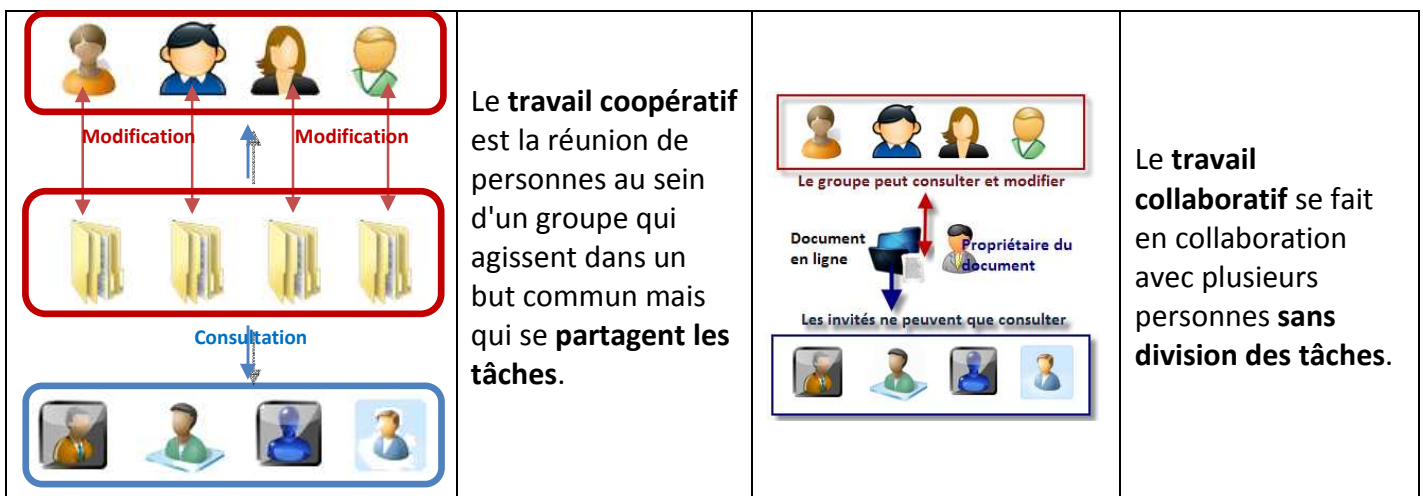 Modification Modification
Consultation
Le travail coopératif
est la réunion de
personnes au sein
d'un groupe qui
agissent dans un
but commun mais
qui se partagent les
tâches.
Le groupe peut consulter et modifier
Document
en ligne
Propriétaire du
document
Les invités ne peuvent que consulter
Le travail
collaboratif se fait
en collaboration
avec plusieurs
personnes sans
division des tâches.